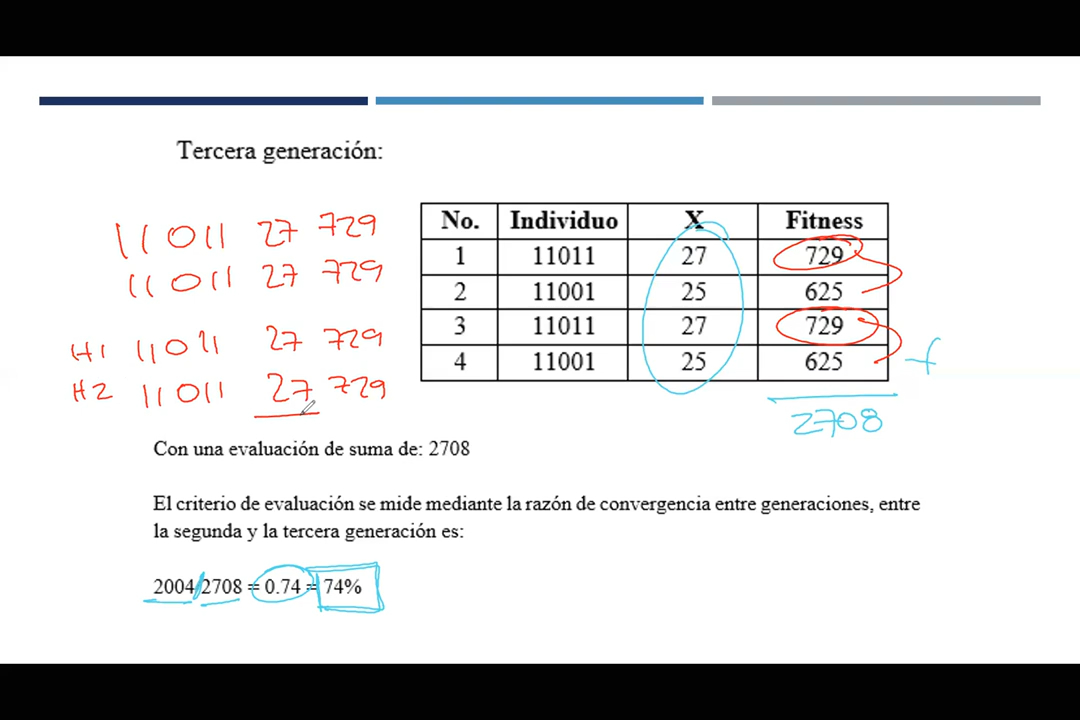 Tercera generación:
11011 27 729
11011 27 729
H1 11011 27 729
H2 11011 27 729
No. Individuo X Fitness
1 11011 27 729
2 11001 25 625
3 11011 27 729
4 11001 25 625
f
2708
Con una evaluación de suma de: 2708
El criterio de evaluación se mide mediante la razón de convergencia entre generaciones, entre
la segunda y la tercera generación es:
2004/2708 = 0.74 = 74%